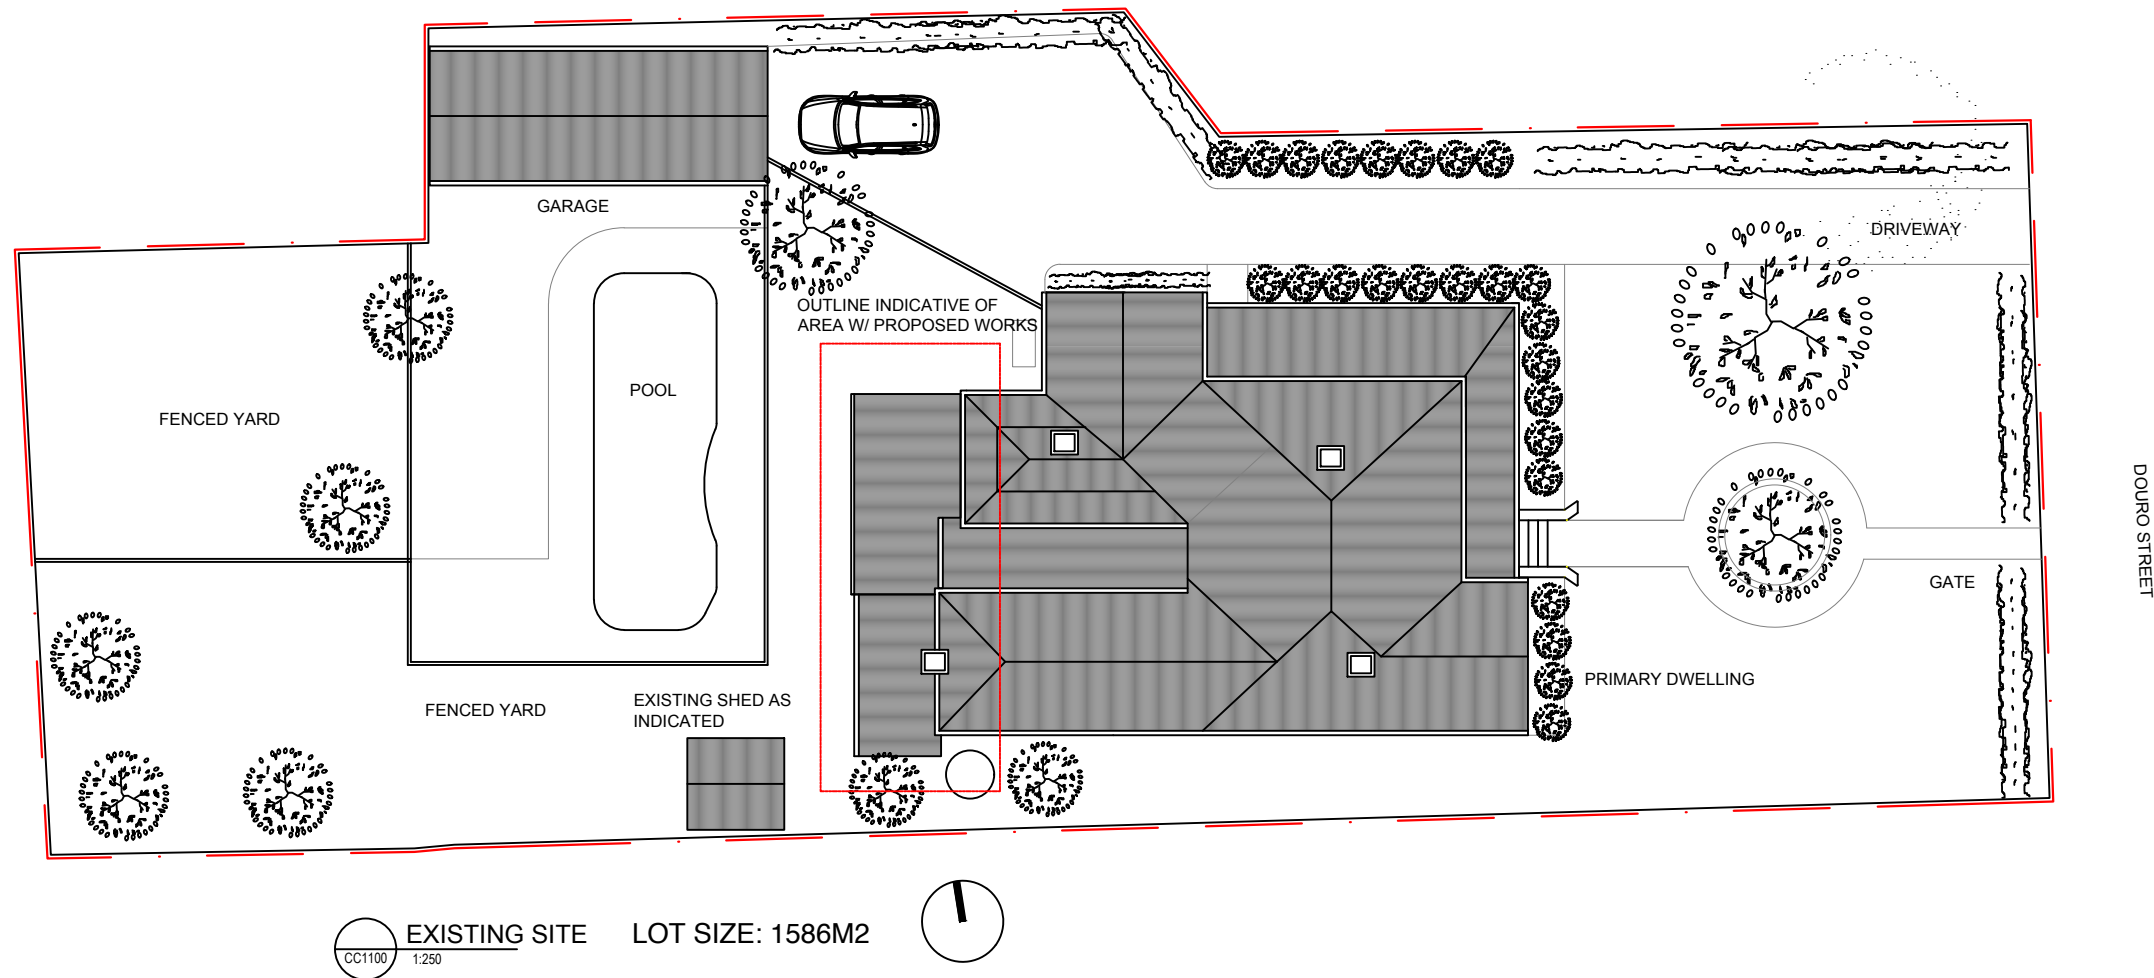 GARAGE
DRIVEWAY
OUTLINE INDICATIVE OF
AREA W/ PROPOSED WORKS
POOL
FENCED YARD
DOURO STREET
GATE
PRIMARY DWELLING
FENCED YARD
EXISTING SHED AS
INDICATED
EXISTING SITE
LOT SIZE: 1586M2
CC1100
1:250